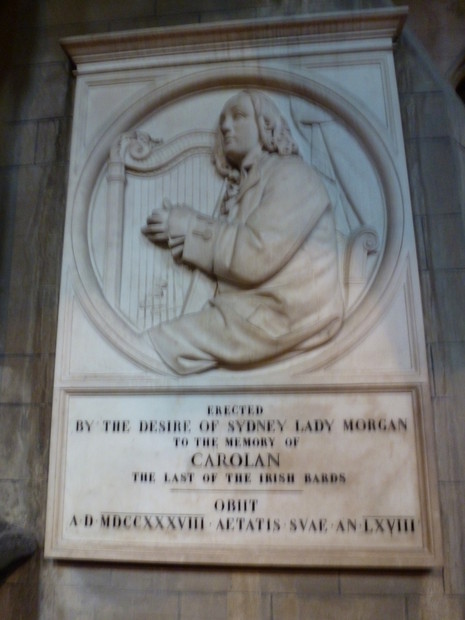 ERECTED
BY THE DESIRE OF SYDNEY LADY MORGAN
TO THE MEMORY OF
CAROLAN
THE LAST OF THE IRISH BARDS
OBIIT
A·D·MDCCXXXVIII·AETATIS·SVAE·AN·LXVIII